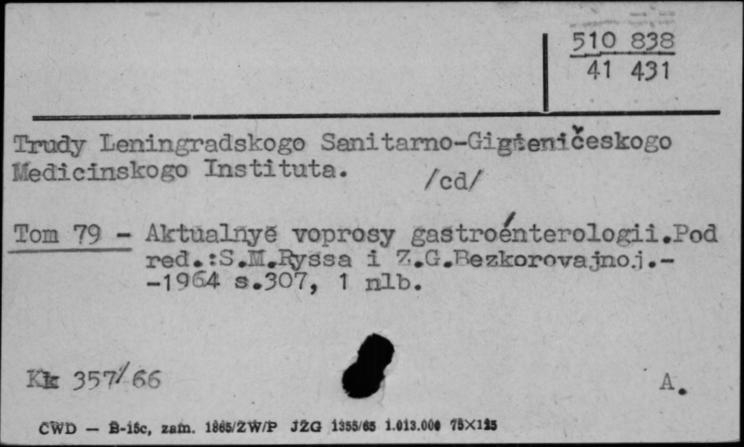 510 838
41 431
Trudy Leningradskogo Sanitarno-Gigieničeskogo
Medicinskogo Instituta. /cd/
Tom 79 - Aktualnyë voprosy gastroénterologii.Pod
red.:S.M.Ryssa i Z.G.Bezkorovajnoj.-
-1964 s.307, 1 nlb.
Kk 357/66 A.
CWD — B-15c, zam. 1865/ZW/P JZG 1355/65 1.013.000 75×125